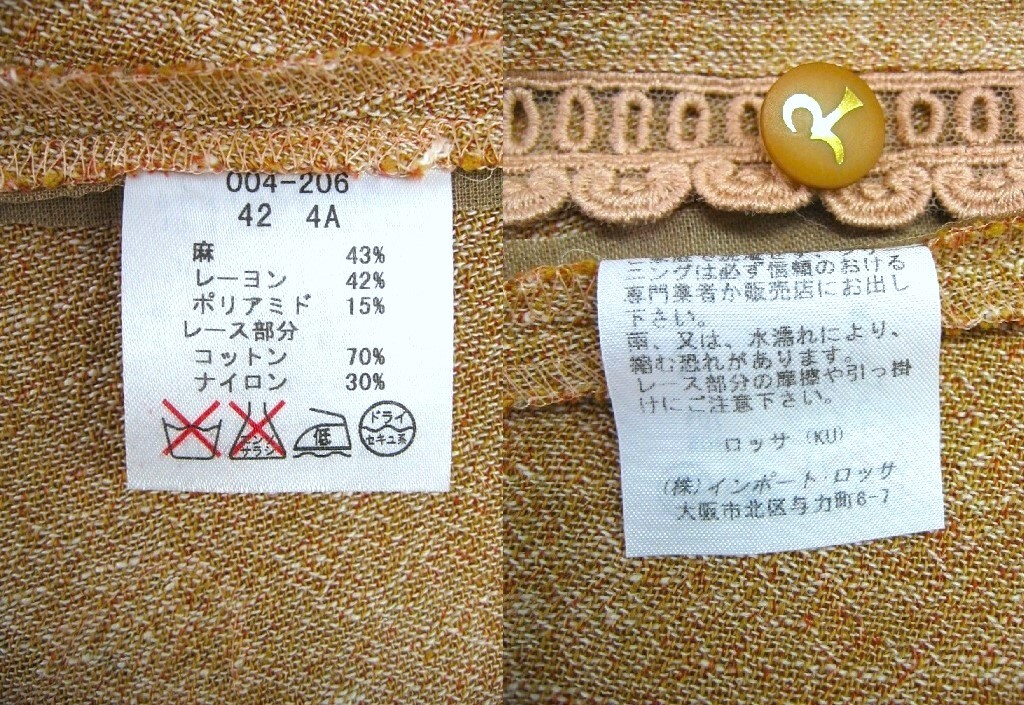 004-206
42 4A
麻 43%
レーヨン 42%
ポリアミド 15%
レース部分
コットン 70%
ナイロン 30%
エンソ
サラシ
低
ドライ
セキユ系
ニングは必ず信頼のおける
専門業者か販売店にお出し
下さい。
雨、又は、水濡れにより、
縮む恐れがあります。
レース部分の摩擦や引っ掛
けにご注意下さい。
ロッサ (KU)
(株)インポート・ロッサ
大阪市北区与力町6-7